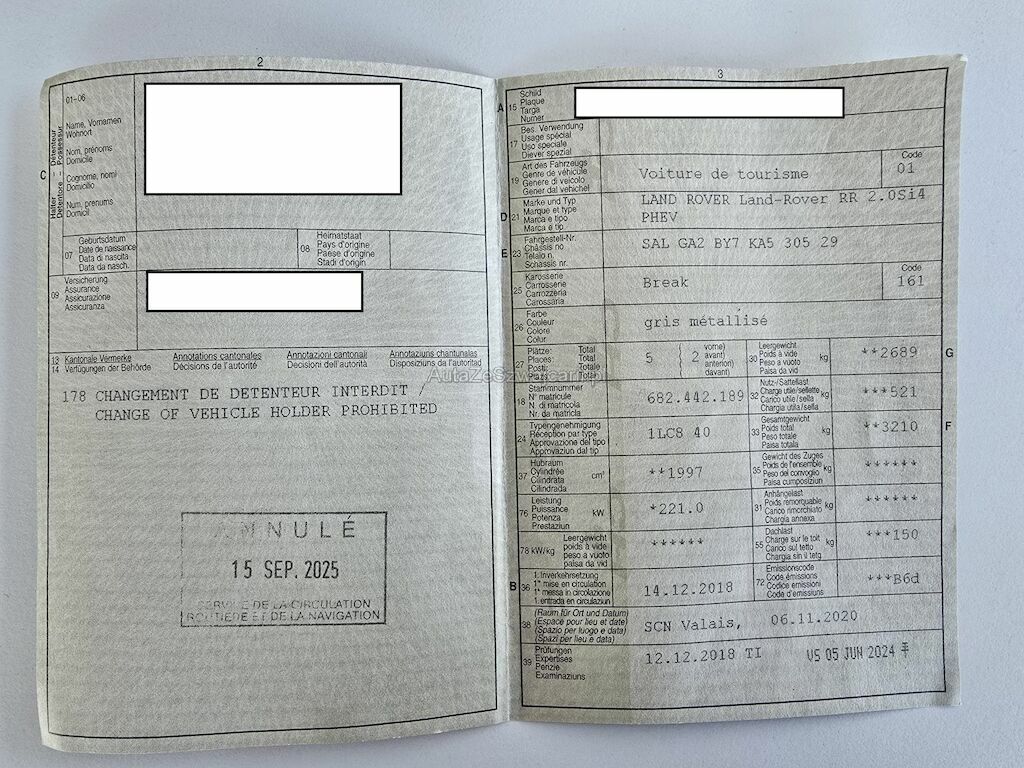 2
01-06
Détenteur - Possessur
Halter - Detentore
C
Name, Vornamen
Wohnort
Nom, prénoms
Domicile
Cognome, nomi
Domicilio
Num, prenums
Domicil
07
Geburtsdatum
Date de naissance
Data di nascita
Data da nasch.
08
Heimatstaat
Pays d'origine
Paese d'origine
Stadi d'origin
09
Versicherung
Assurance
Assicurazione
Assicuranza
13
14
Kantonale Vermerke
Verfügungen der Behörde
Annotations cantonales
Décisions de l'autorité
Annotazioni cantonali
Decisioni dell'autorità
Annotaziuns chantunalas
Disposiziuns da l'autoritad
178 CHANGEMENT DE DETENTEUR INTERDIT /
CHANGE OF VEHICLE HOLDER PROHIBITED
ANNULÉ
15 SEP. 2025
SERVICE DE LA CIRCULATION
ROUTIERE ET DE LA NAVIGATION
3
A
15
Schild
Plaque
Targa
Numer
17
Bes. Verwendung
Usage spécial
Uso speciale
Diever spezial
19
Art des Fahrzeugs
Genre de véhicule
Genere di veicolo
Gener dal vehichel
Voiture de tourisme
Code
01
D
21
Marke und Typ
Marque et type
Marca e tipo
Marca e tip
LAND ROVER Land-Rover RR 2.0Si4
PHEV
E
23
Fahrgestell-Nr.
Châssis no
Telaio n.
Schassis nr.
SAL GA2 BY7 KA5 305 29
25
Karosserie
Carrosserie
Carrozzeria
Carossaria
Break
Code
161
26
Farbe
Couleur
Colore
Colur
gris métallisé
27
Plätze: Total
Places: Total
Posti: Totale
Total
5 { 2
vorne)
avant)
anteriori)
davant)
30
Leergewicht
Poids à vide
Peso a vuoto
Paisa da vid
kg
**2689
G
AutaZeSzwajcarii.pl
18
Stammnummer
N° matricule
N. di matricola
Nr. da matricla
682.442.189
32
Nutz-/Sattellast
Charge utile/sellette
Carico utile/sella
Chargia utila/sella
kg
***521
24
Typengenehmigung
Réception par type
Approvazione del tipo
Approvaziun dal tip
1LC8 40
33
Gesamtgewicht
Poids total
Peso totale
Paisa totala
kg
**3210
F
37
Hubraum
Cylindrée
Cilindrata
Cilindrada
cm³
**1997
35
Gewicht des Zuges
Poids de l'ensemble
Peso del convoglio
Paisa cumposiziun
kg
******
76
Leistung
Puissance
Potenza
Prestaziun
kW
*221.0
31
Anhängelast
Poids remorquable
Carico rimorchiato
Chargia annexa
kg
******
78 kW/kg
Leergewicht
poids à vide
peso a vuoto
paisa da vid
******
55
Dachlast
Charge sur le toit
Carico sul tetto
Chargia sin il tetg
kg
***150
B
36
1. Inverkehrsetzung
1re mise en circulation
1a messa in circolazione
1. entrada en circulaziun
14.12.2018
72
Emissionscode
Code émissions
Codice emissioni
Code d'emissiuns
***B6d
38
(Raum für Ort und Datum)
(Espace pour lieu et date)
(Spazio per luogo e data)
(Spazi per lieu e data)
SCN Valais, 06.11.2020
39
Prüfungen
Expertises
Perizie
Examinaziuns
12.12.2018 TI VS 05 JUN 2024